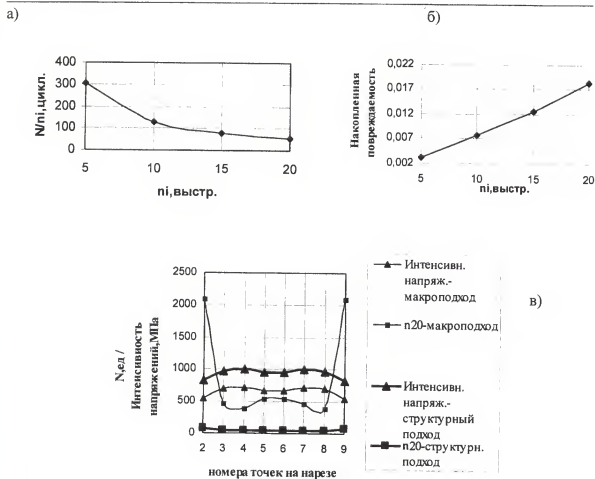 а)
б)
N/ni,цикл.
400
300
200
100
0
5 10 15 20
ni,выстр.
Накопленная
повреждаемость
0,022
0,017
0,012
0,007
0,002
5 10 15 20
ni,выстр.
в)
N,ед /
Интенсивность
напряжений,МПа
2500
2000
1500
1000
500
0
2 3 4 5 6 7 8 9
номера точек на нарезе
Интенсивн.
напряж.-
макроподход
n20-макроподход
Интенсивн.
напряж.-
структурный
подход
n20-структурн.
подход